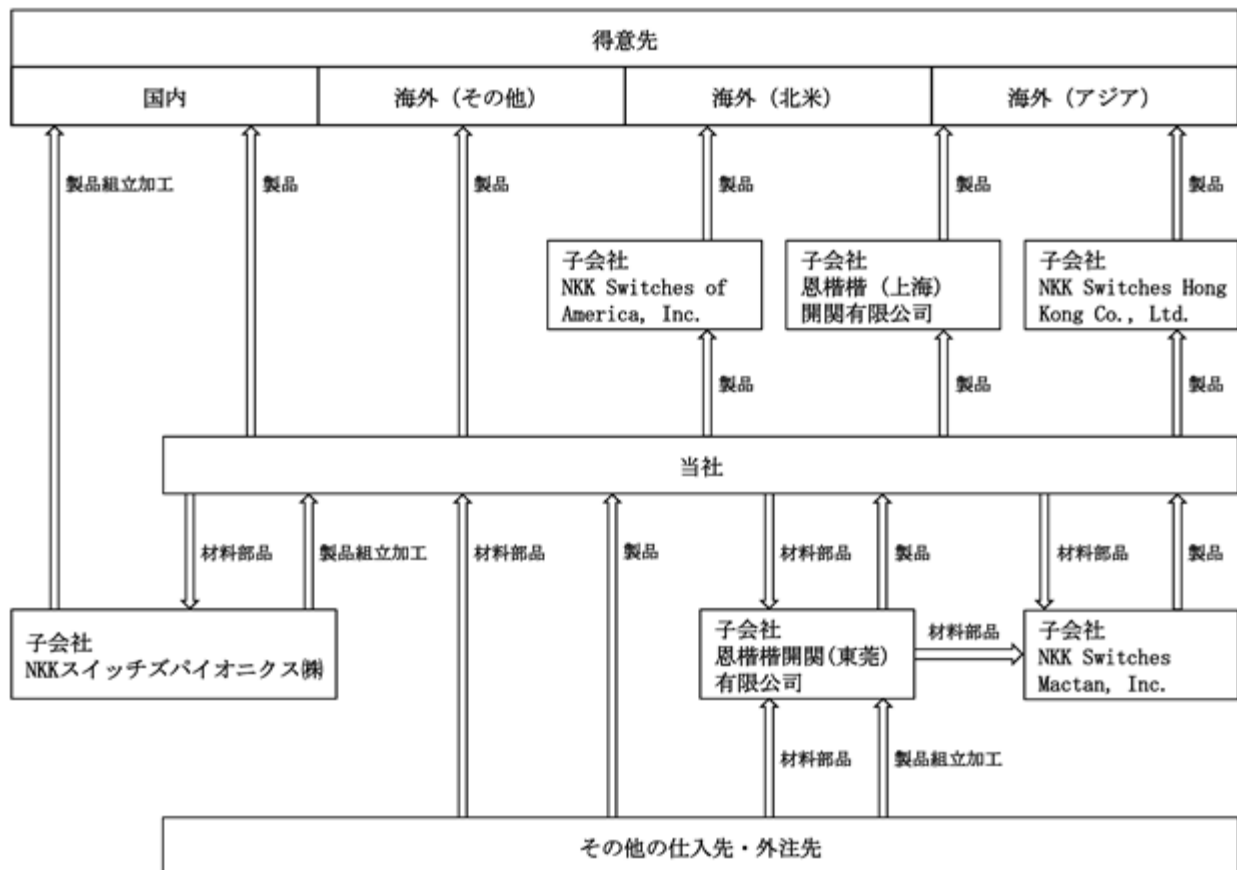 得意先
国内
海外（その他）
海外（北米）
海外（アジア）
製品組立加工
製品
製品
製品
製品
製品
子会社
NKK Switches of
America, Inc.
子会社
恩楷楷（上海）
開関有限公司
子会社
NKK Switches Hong
Kong Co., Ltd.
製品
製品
製品
当社
材料部品
製品組立加工
材料部品
製品
材料部品
製品
材料部品
製品
子会社
NKKスイッチズパイオニクス㈱
子会社
恩楷楷開関(東莞)
有限公司
材料部品
子会社
NKK Switches
Mactan, Inc.
材料部品
製品組立加工
その他の仕入先・外注先